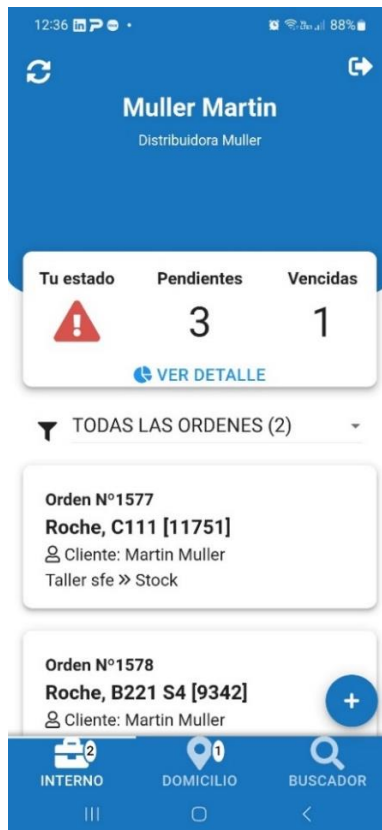 12:36 88%
Muller Martin
Distribuidora Muller
Tu estado Pendientes Vencidas
3 1
VER DETALLE
TODAS LAS ORDENES (2)
Orden Nº1577
Roche, C111 [11751]
Cliente: Martin Muller
Taller sfe » Stock
Orden Nº1578
Roche, B221 S4 [9342]
Cliente: Martin Muller
+
2 1
INTERNO DOMICILIO BUSCADOR